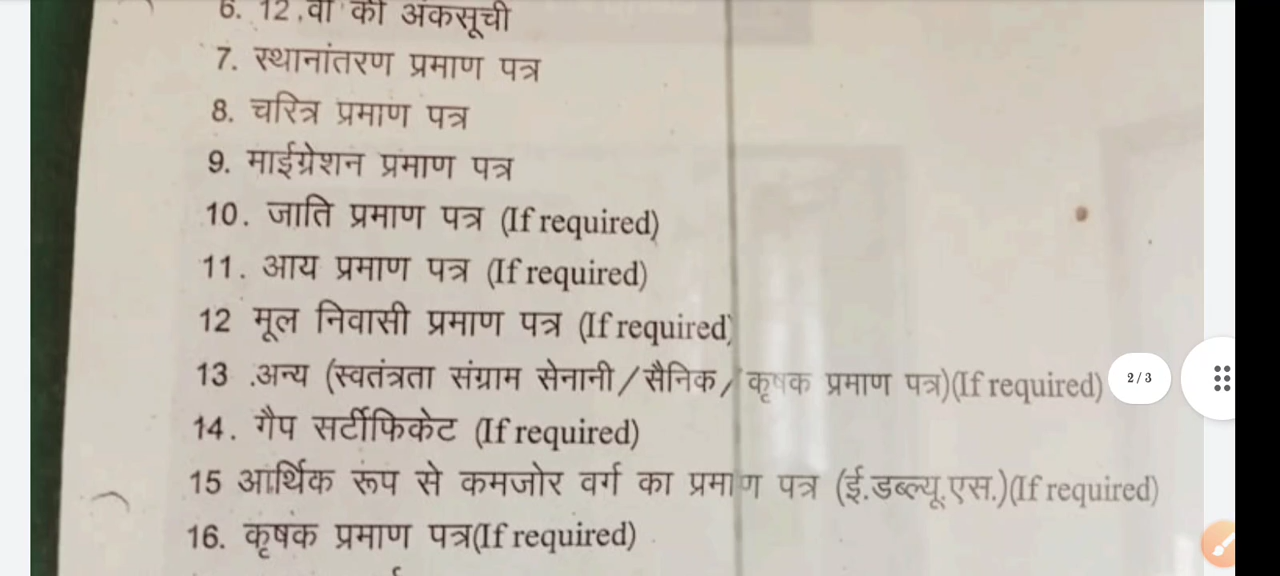 6. 12.वी की अंकसूची
7. स्थानांतरण प्रमाण पत्र
8. चरित्र प्रमाण पत्र
9. माईग्रेशन प्रमाण पत्र
10. जाति प्रमाण पत्र (If required)
11. आय प्रमाण पत्र (If required)
12 मूल निवासी प्रमाण पत्र (If required)
13 .अन्य (स्वतंत्रता संग्राम सेनानी/सैनिक/ कृषक प्रमाण पत्र)(If required)
2/3
14. गैप सर्टीफिकेट (If required)
15 आर्थिक रूप से कमजोर वर्ग का प्रमाण पत्र (ई.डब्ल्यू.एस.)(If required)
16. कृषक प्रमाण पत्र(If required)